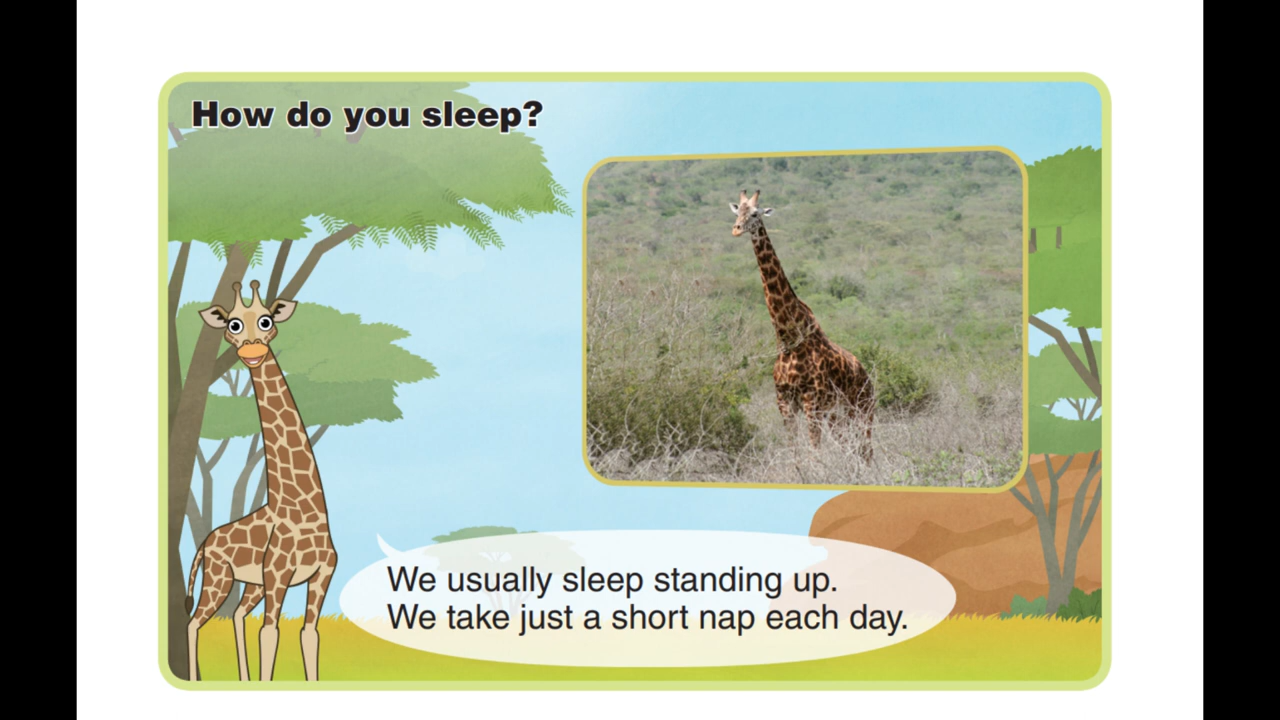 How do you sleep?
We usually sleep standing up.
We take just a short nap each day.